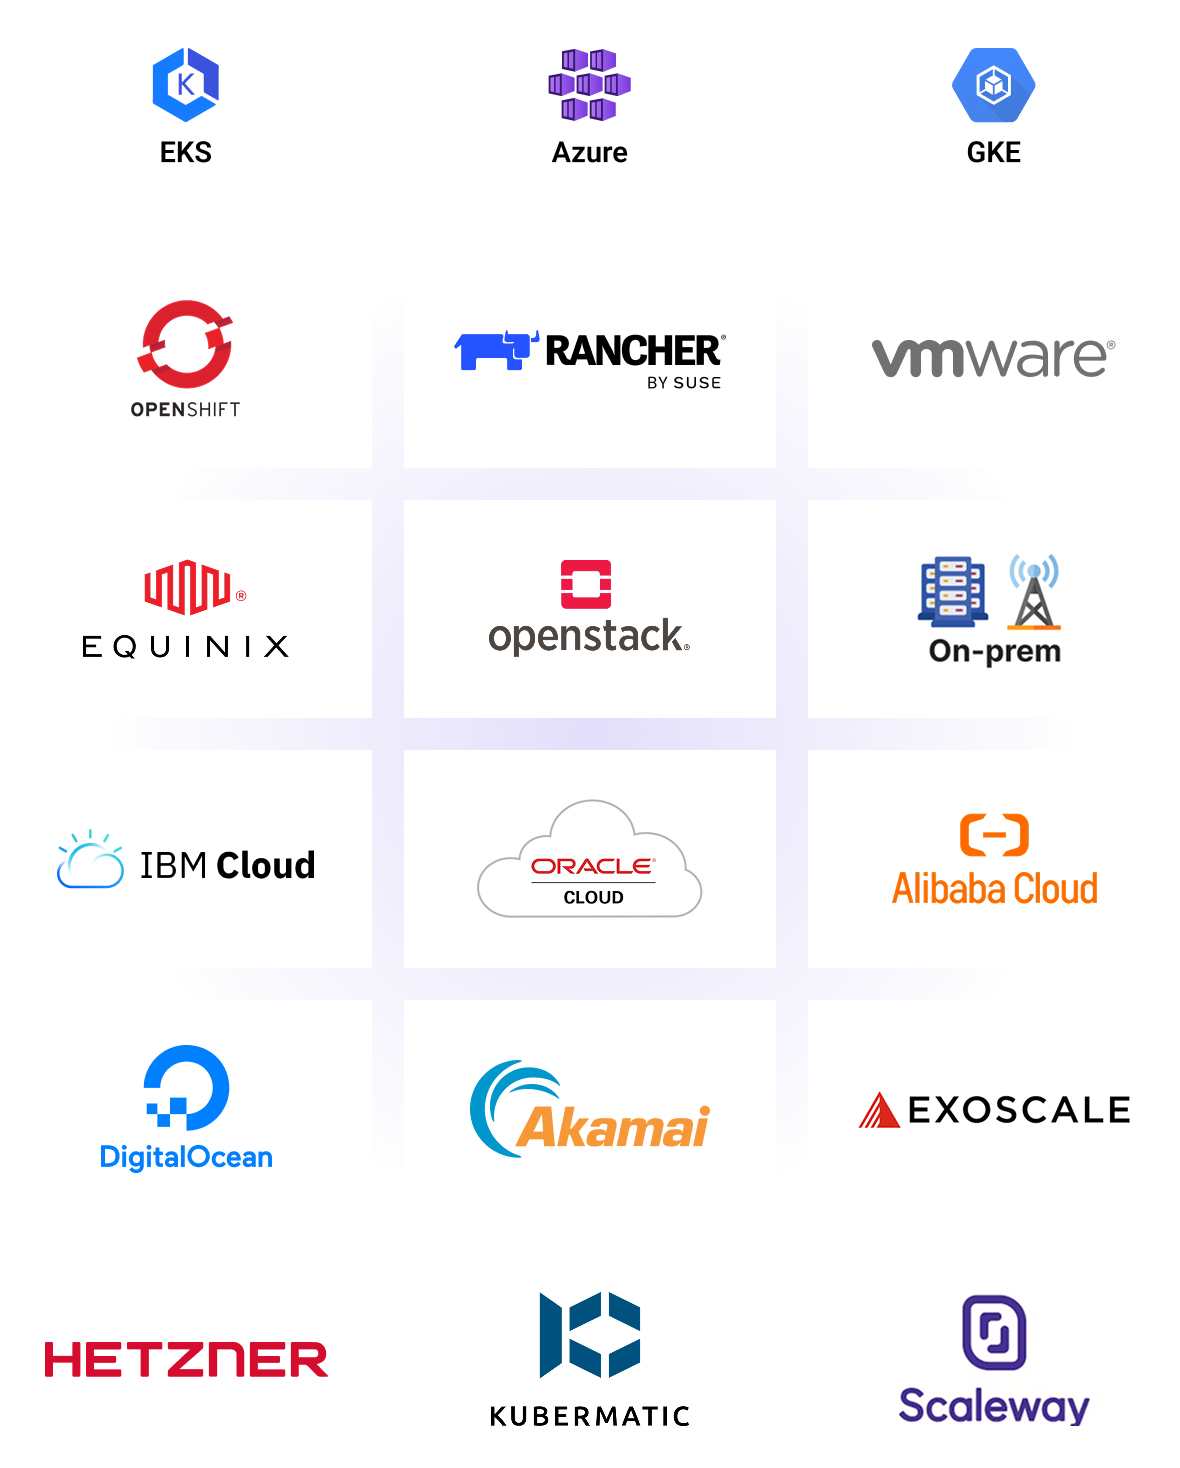 EKS
Azure
GKE
OPENSHIFT
RANCHER®
BY SUSE
vmware®
EQUINIX®
openstack®
On-prem
IBM Cloud
ORACLE®
CLOUD
Alibaba Cloud
DigitalOcean
Akamai
EXOSCALE
HETZNER
KUBERMATIC
Scaleway